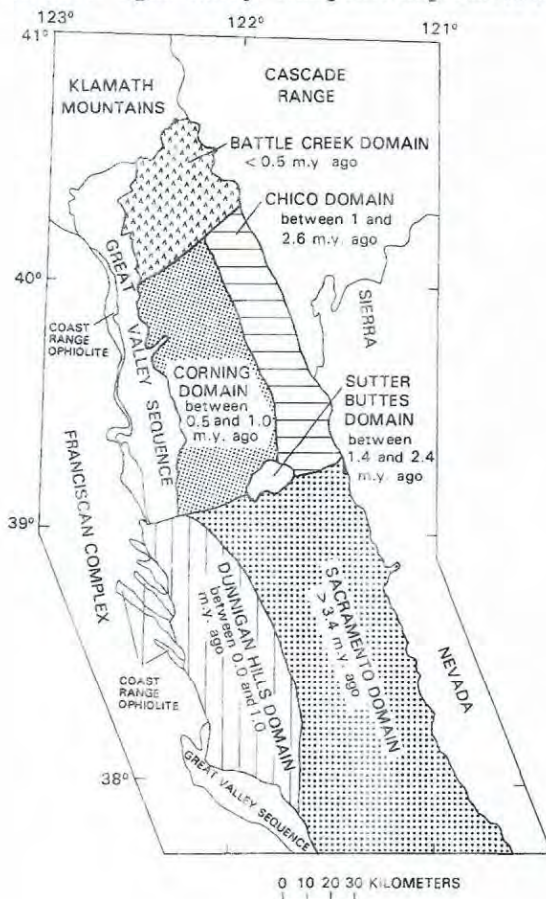 123°
122°
121°
41°
KLAMATH
MOUNTAINS
CASCADE
RANGE
BATTLE CREEK DOMAIN
< 0.5 m.y. ago
CHICO DOMAIN
between 1 and
2.6 m.y. ago
40°
GREAT VALLEY SEQUENCE
COAST
RANGE
OPHIOLITE
SIERRA
CORNING
DOMAIN
between
0.5 and 1.0
m.y. ago
SUTTER
BUTTES
DOMAIN
between
1.4 and 2.4
m.y. ago
FRANCISCAN COMPLEX
39°
DUNNIGAN HILLS DOMAIN
between 0.0 and 1.0
m.y. ago
SACRAMENTO DOMAIN
> 3.4 m.y. ago
NEVADA
COAST
RANGE
OPHIOLITE
38°
GREAT VALLEY SEQUENCE
0 10 20 30 KILOMETERS